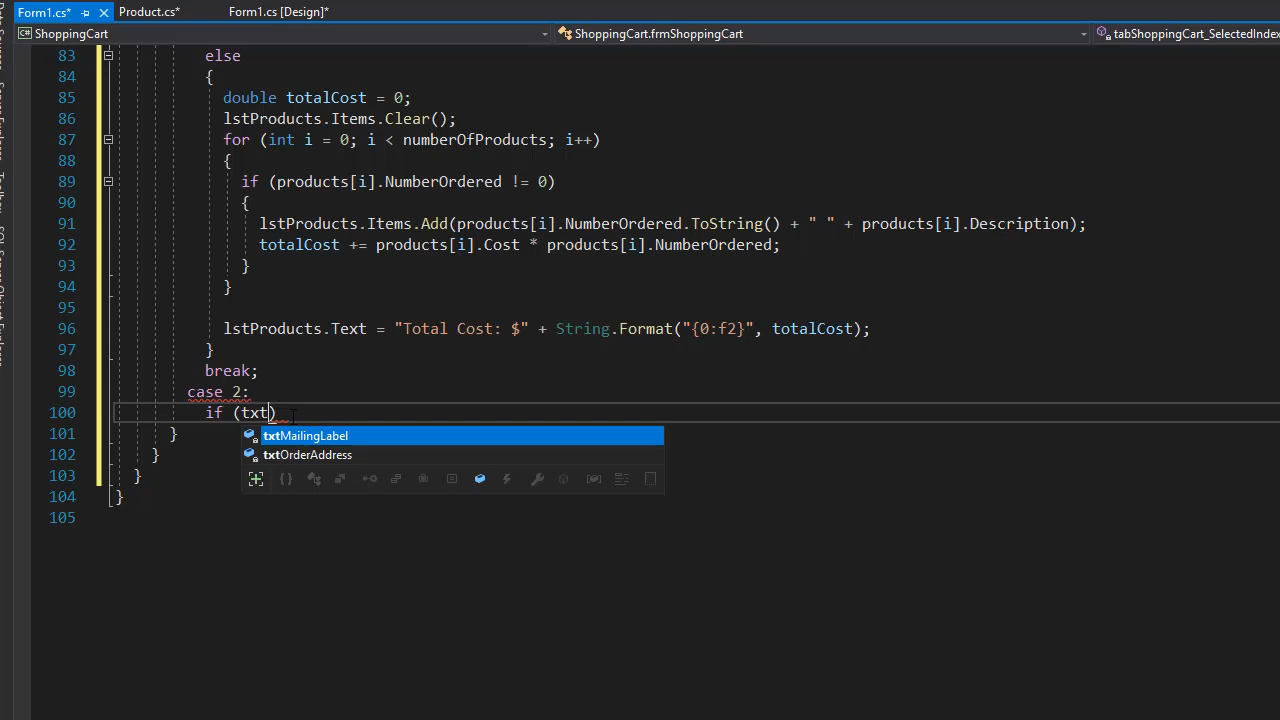 Form1.cs* Product.cs* Form1.cs [Design]*
ShoppingCart ShoppingCart.frmShoppingCart tabShoppingCart_SelectedIndex
83 else
84 {
85 double totalCost = 0;
86 lstProducts.Items.Clear();
87 for (int i = 0; i < numberOfProducts; i++)
88 {
89 if (products[i].NumberOrdered != 0)
90 {
91 lstProducts.Items.Add(products[i].NumberOrdered.ToString() + " " + products[i].Description);
92 totalCost += products[i].Cost * products[i].NumberOrdered;
93 }
94 }
95
96 lstProducts.Text = "Total Cost: $" + String.Format("{0:f2}", totalCost);
97 }
98 break;
99 case 2:
100 if (txt)
101 }
txtMailingLabel
102 }
txtOrderAddress
103 }
104 }
105